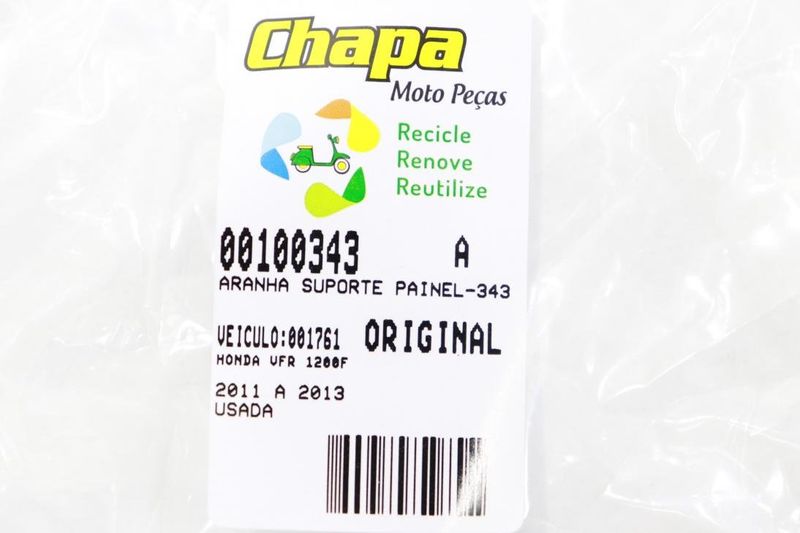 Chapa
Moto Peças
Recicle
Renove
Reutilize
00100343 A
ARANHA SUPORTE PAINEL-343
VEICULO:001761 ORIGINAL
HONDA VFR 1200F
2011 A 2013
USADA